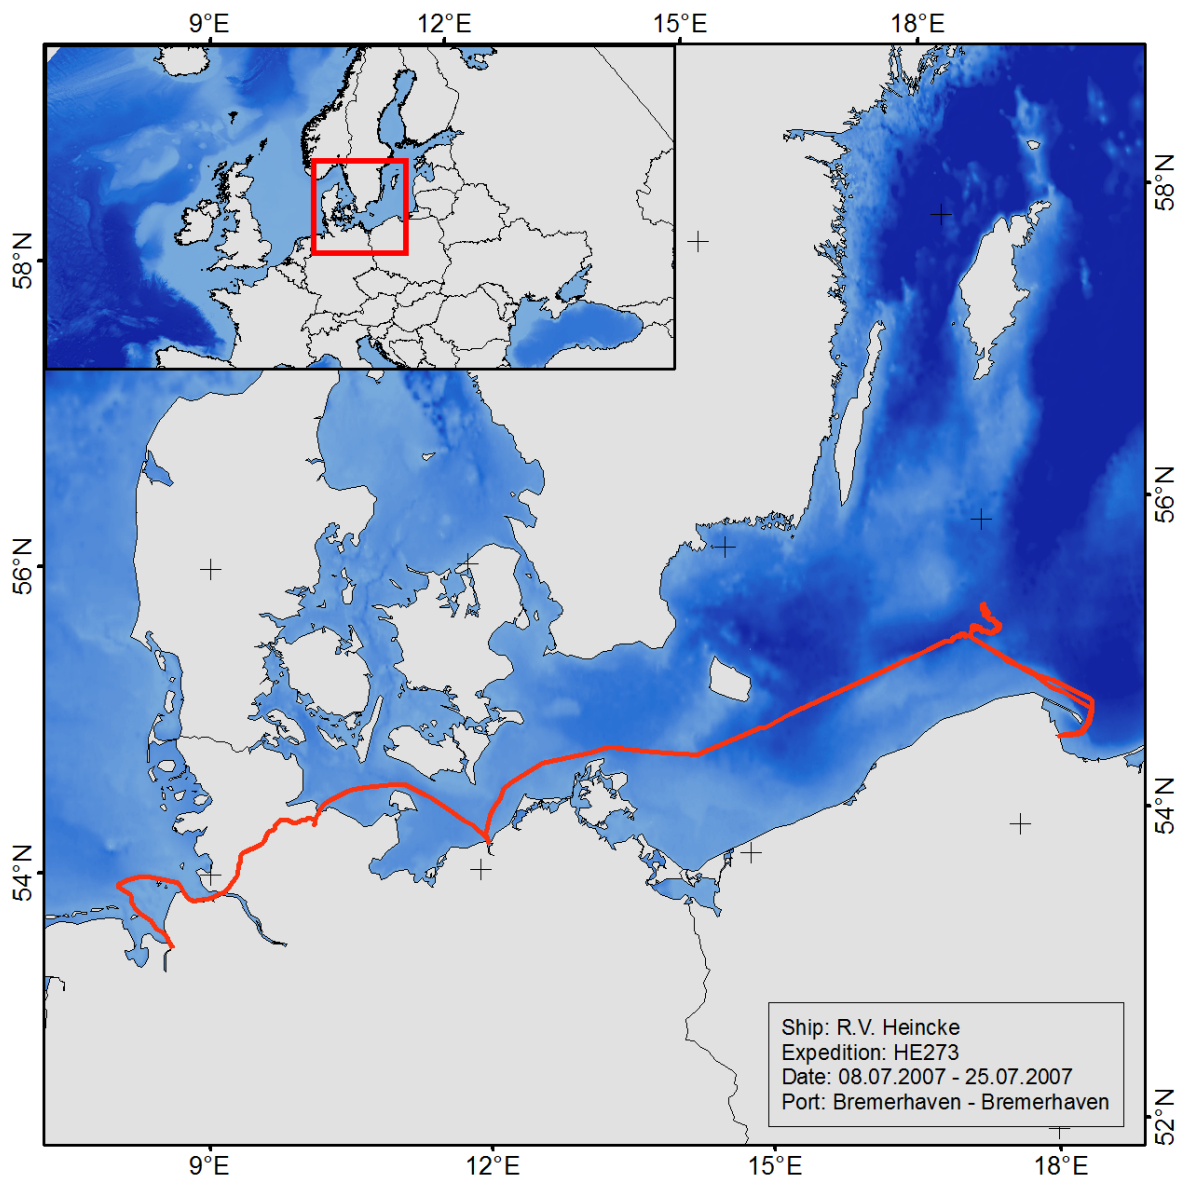 9°E 12°E 15°E 18°E
58°N
58°N
56°N
56°N
54°N
54°N
52°N
Ship: R.V. Heincke
Expedition: HE273
Date: 08.07.2007 - 25.07.2007
Port: Bremerhaven - Bremerhaven
9°E 12°E 15°E 18°E